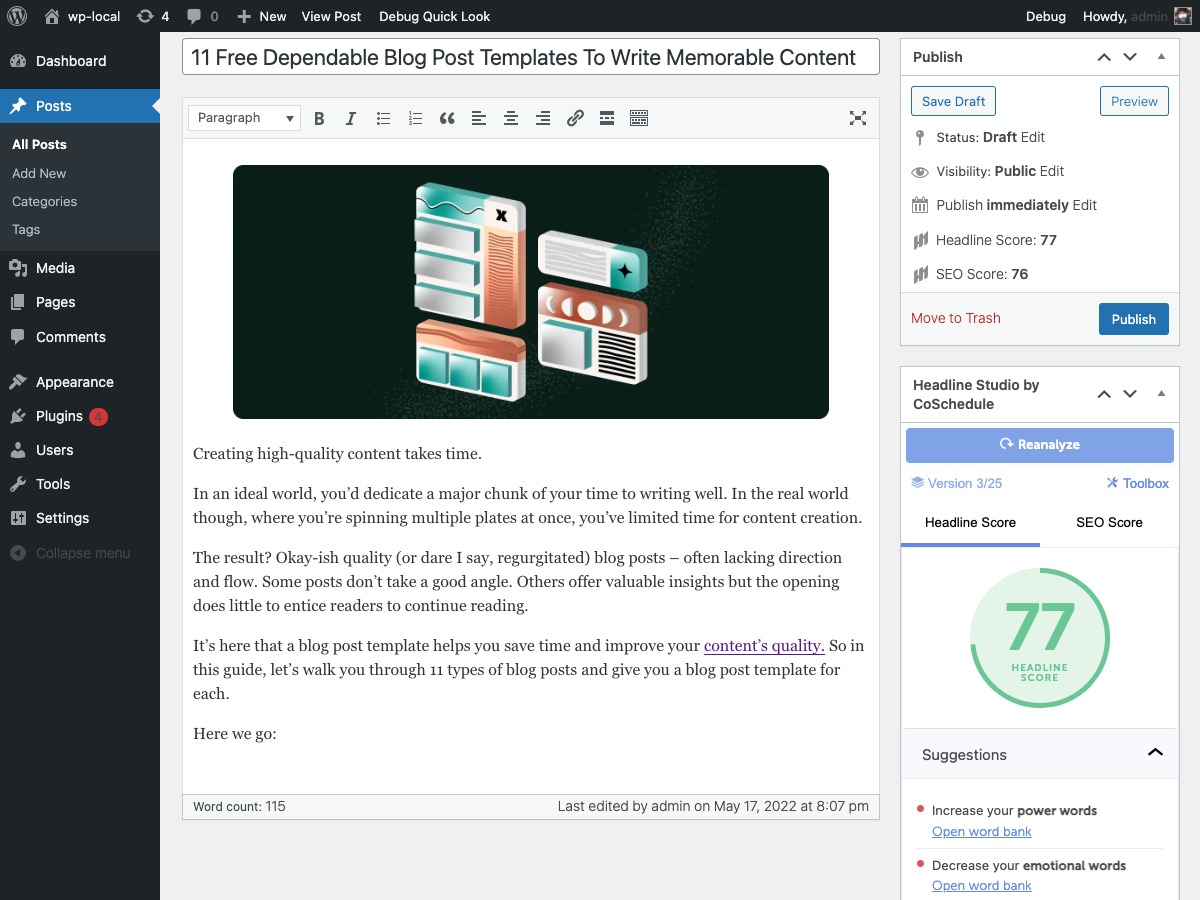 wp-local
4
0
New
View Post
Debug Quick Look
Debug
Howdy, admin
Dashboard
Posts
All Posts
Add New
Categories
Tags
Media
Pages
Comments
Appearance
Plugins 4
Users
Tools
Settings
Collapse menu
11 Free Dependable Blog Post Templates To Write Memorable Content
Paragraph
Creating high-quality content takes time.
In an ideal world, you’d dedicate a major chunk of your time to writing well. In the real world
though, where you’re spinning multiple plates at once, you’ve limited time for content creation.
The result? Okay-ish quality (or dare I say, regurgitated) blog posts – often lacking direction
and flow. Some posts don’t take a good angle. Others offer valuable insights but the opening
does little to entice readers to continue reading.
It’s here that a blog post template helps you save time and improve your content’s quality. So in
this guide, let’s walk you through 11 types of blog posts and give you a blog post template for
each.
Here we go:
Word count: 115
Last edited by admin on May 17, 2022 at 8:07 pm
Publish
Save Draft
Preview
Status: Draft Edit
Visibility: Public Edit
Publish immediately Edit
Headline Score: 77
SEO Score: 76
Move to Trash
Publish
Headline Studio by
CoSchedule
Reanalyze
Version 3/25
Toolbox
Headline Score
SEO Score
77
HEADLINE
SCORE
Suggestions
Increase your power words
Open word bank
Decrease your emotional words
Open word bank